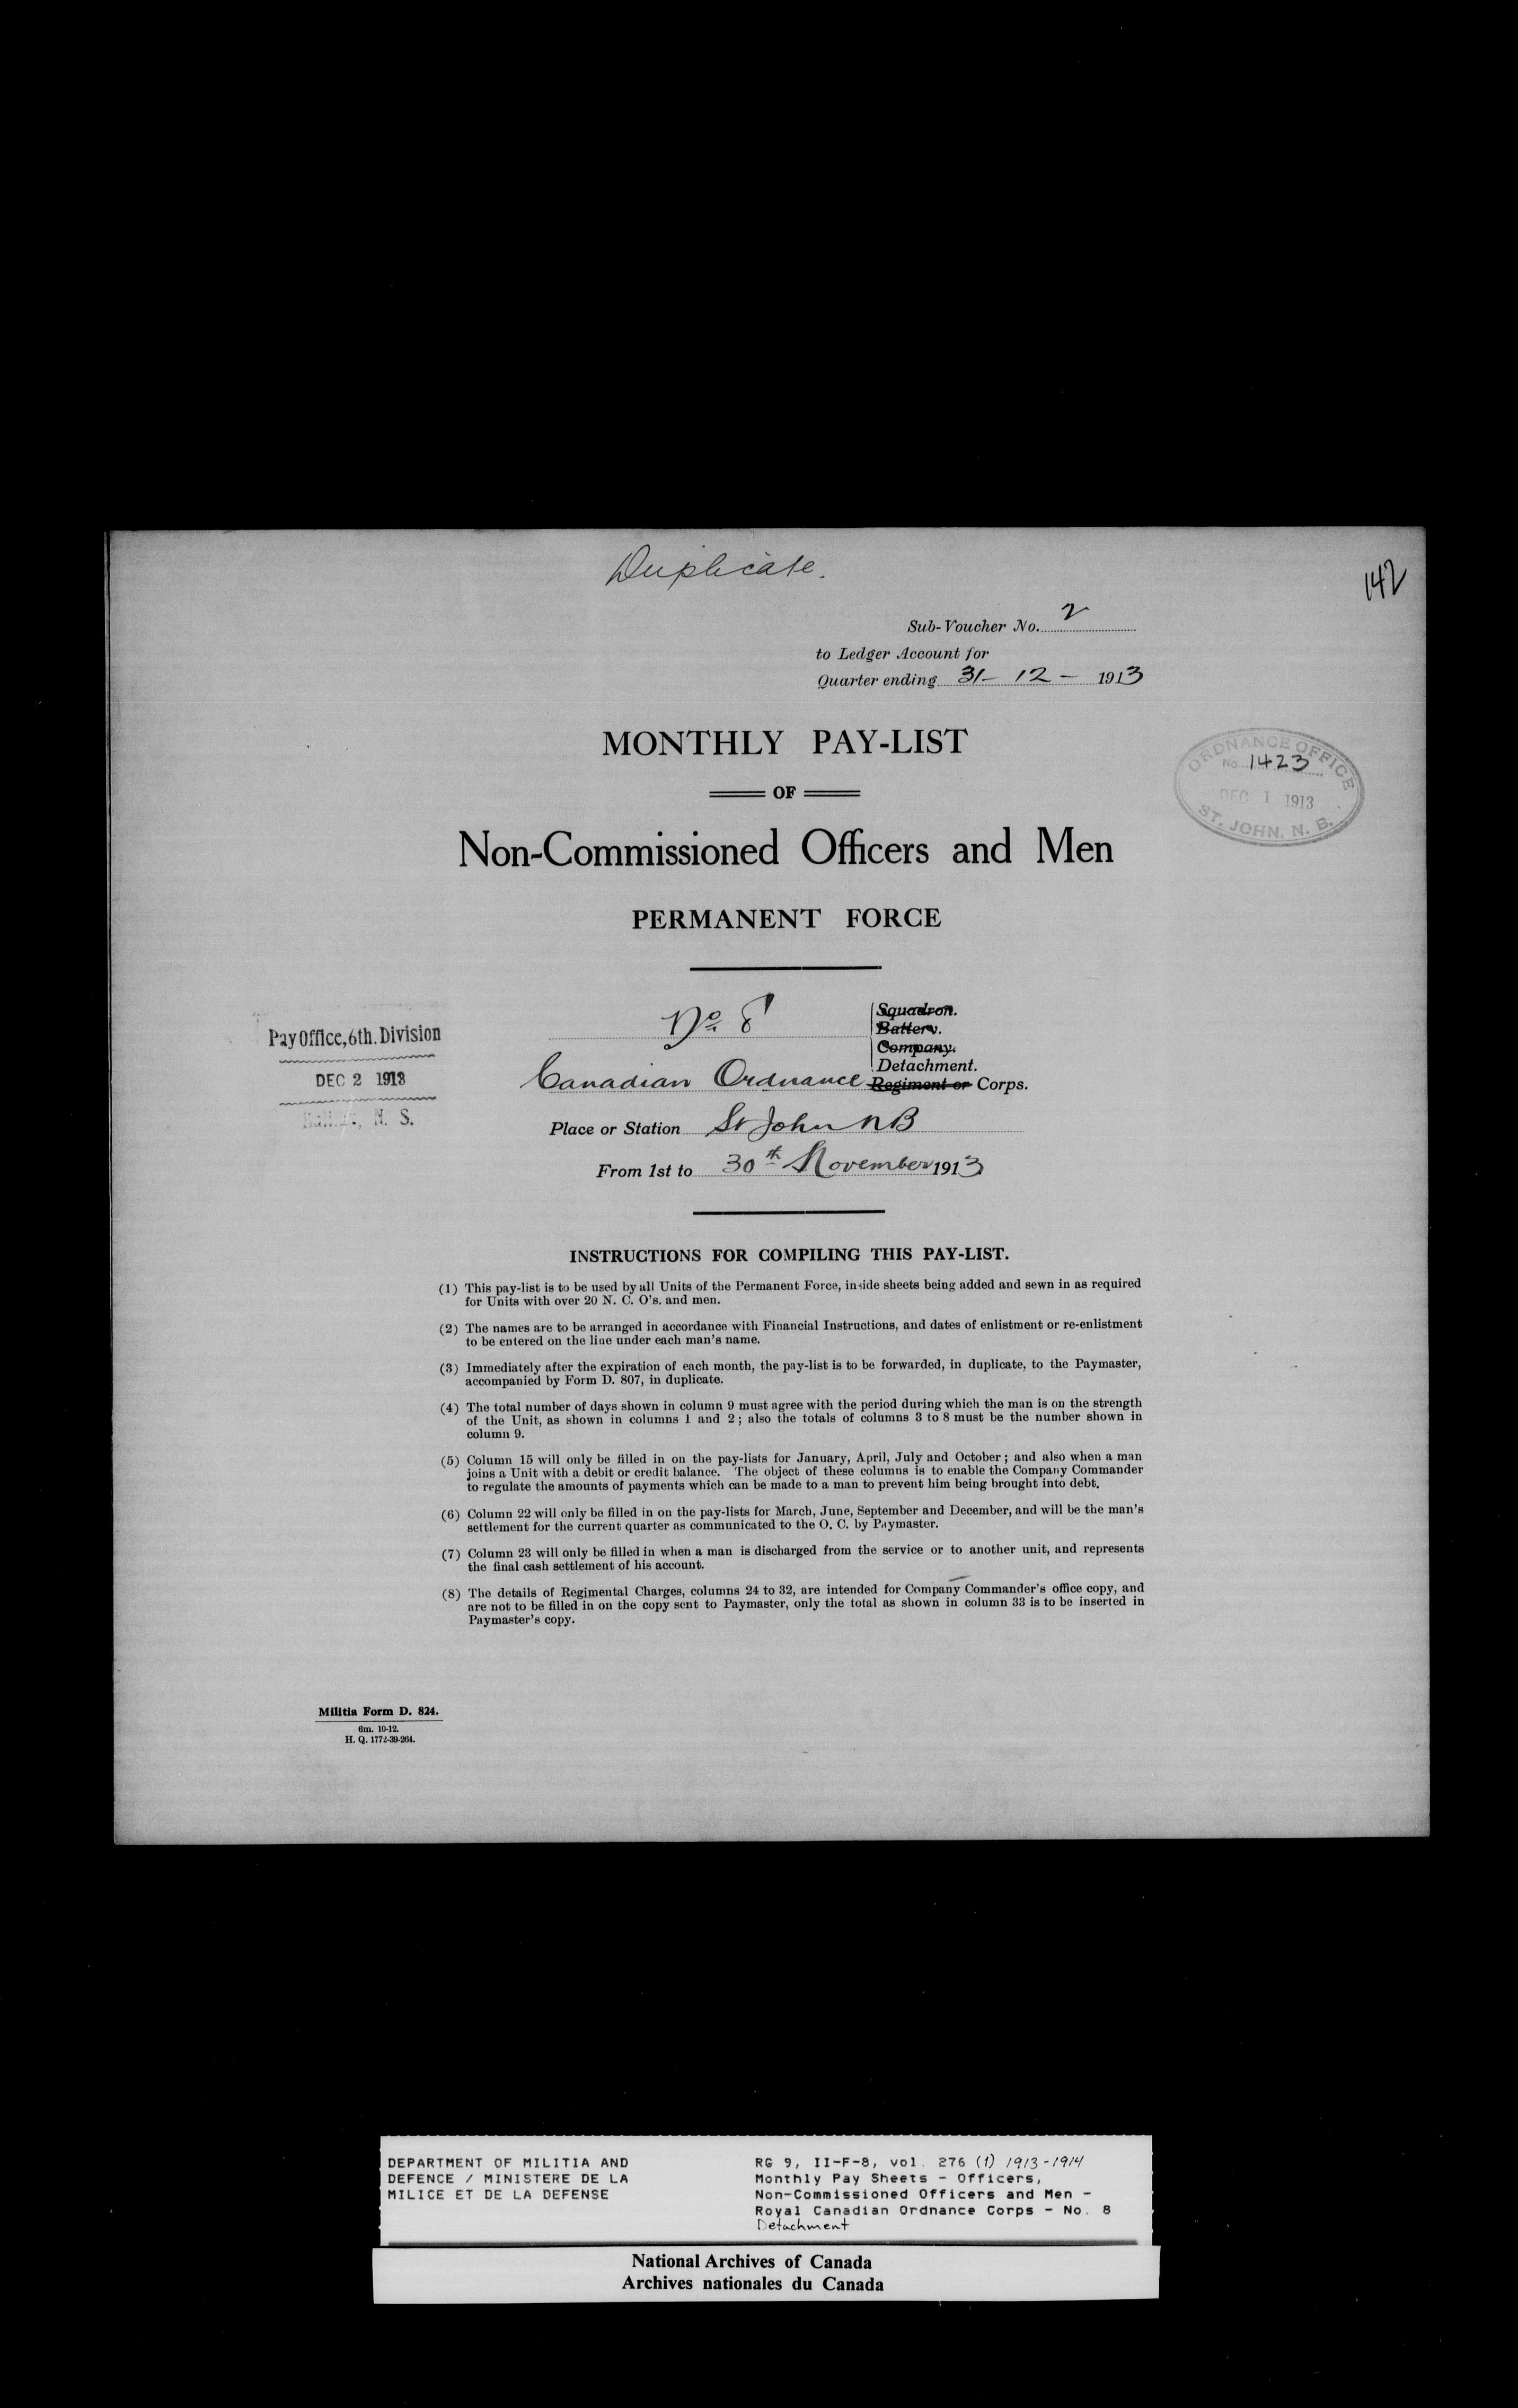 Duplicate.
142
Sub-Voucher No. 2
to Ledger Account for
Quarter ending 31 - 12 - 1913
MONTHLY PAY-LIST
OF
Non-Commissioned Officers and Men
PERMANENT FORCE
ORDNANCE OFFICE
No. 1423
DEC 1 1913
ST. JOHN, N. B.
Pay Office, 6th. Division
DEC 2 1913
N. S.
No. 8
Squadron.
Battery.
Company.
Detachment.
Canadian Ordnance Regiment or Corps.
Place or Station St John NB
From 1st to 30th November 1913
INSTRUCTIONS FOR COMPILING THIS PAY-LIST.
(1) This pay-list is to be used by all Units of the Permanent Force, inside sheets being added and sewn in as required
for Units with over 20 N. C. O's. and men.
(2) The names are to be arranged in accordance with Financial Instructions, and dates of enlistment or re-enlistment
to be entered on the line under each man's name.
(3) Immediately after the expiration of each month, the pay-list is to be forwarded, in duplicate, to the Paymaster,
accompanied by Form D. 807, in duplicate.
(4) The total number of days shown in column 9 must agree with the period during which the man is on the strength
of the Unit, as shown in columns 1 and 2; also the totals of columns 3 to 8 must be the number shown in
column 9.
(5) Column 15 will only be filled in on the pay-lists for January, April, July and October; and also when a man
joins a Unit with a debit or credit balance. The object of these columns is to enable the Company Commander
to regulate the amounts of payments which can be made to a man to prevent him being brought into debt.
(6) Column 22 will only be filled in on the pay-lists for March, June, September and December, and will be the man's
settlement for the current quarter as communicated to the O. C. by Paymaster.
(7) Column 23 will only be filled in when a man is discharged from the service or to another unit, and represents
the final cash settlement of his account.
(8) The details of Regimental Charges, columns 24 to 32, are intended for Company Commander's office copy, and
are not to be filled in on the copy sent to Paymaster, only the total as shown in column 33 is to be inserted in
Paymaster's copy.
Militia Form D. 824.
6m. 10-12.
H. Q. 1772-39-264.
DEPARTMENT OF MILITIA AND
DEFENCE / MINISTERE DE LA
MILICE ET DE LA DEFENSE
RG 9, II-F-8, vol. 276 (1) 1913-1914
Monthly Pay Sheets - Officers,
Non-Commissioned Officers and Men -
Royal Canadian Ordnance Corps - No. 8
Detachment
National Archives of Canada
Archives nationales du Canada